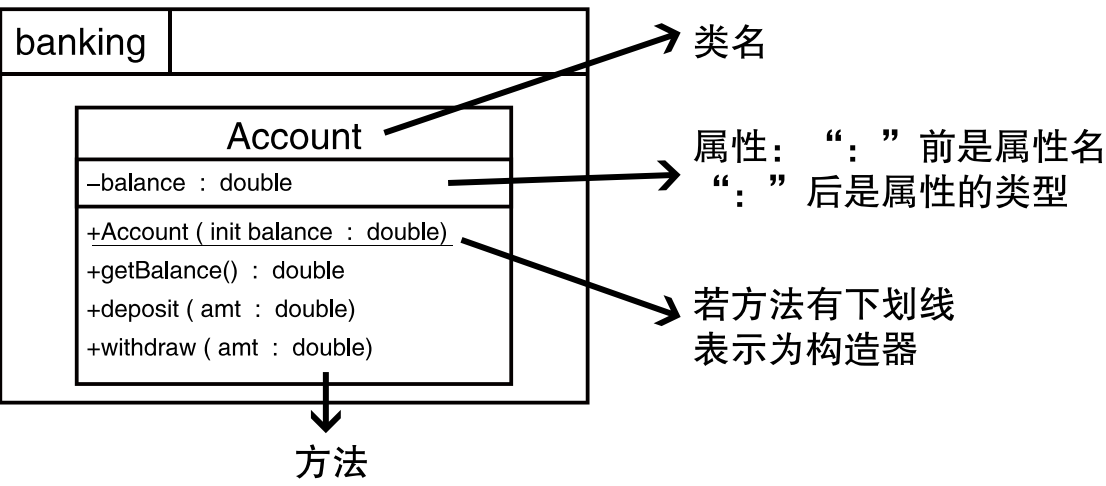 banking
类名
Account
属性：“：”前是属性名
“：”后是属性的类型
–balance : double
+Account ( init balance : double)
+getBalance() : double
+deposit ( amt : double)
+withdraw ( amt : double)
若方法有下划线
表示为构造器
方法